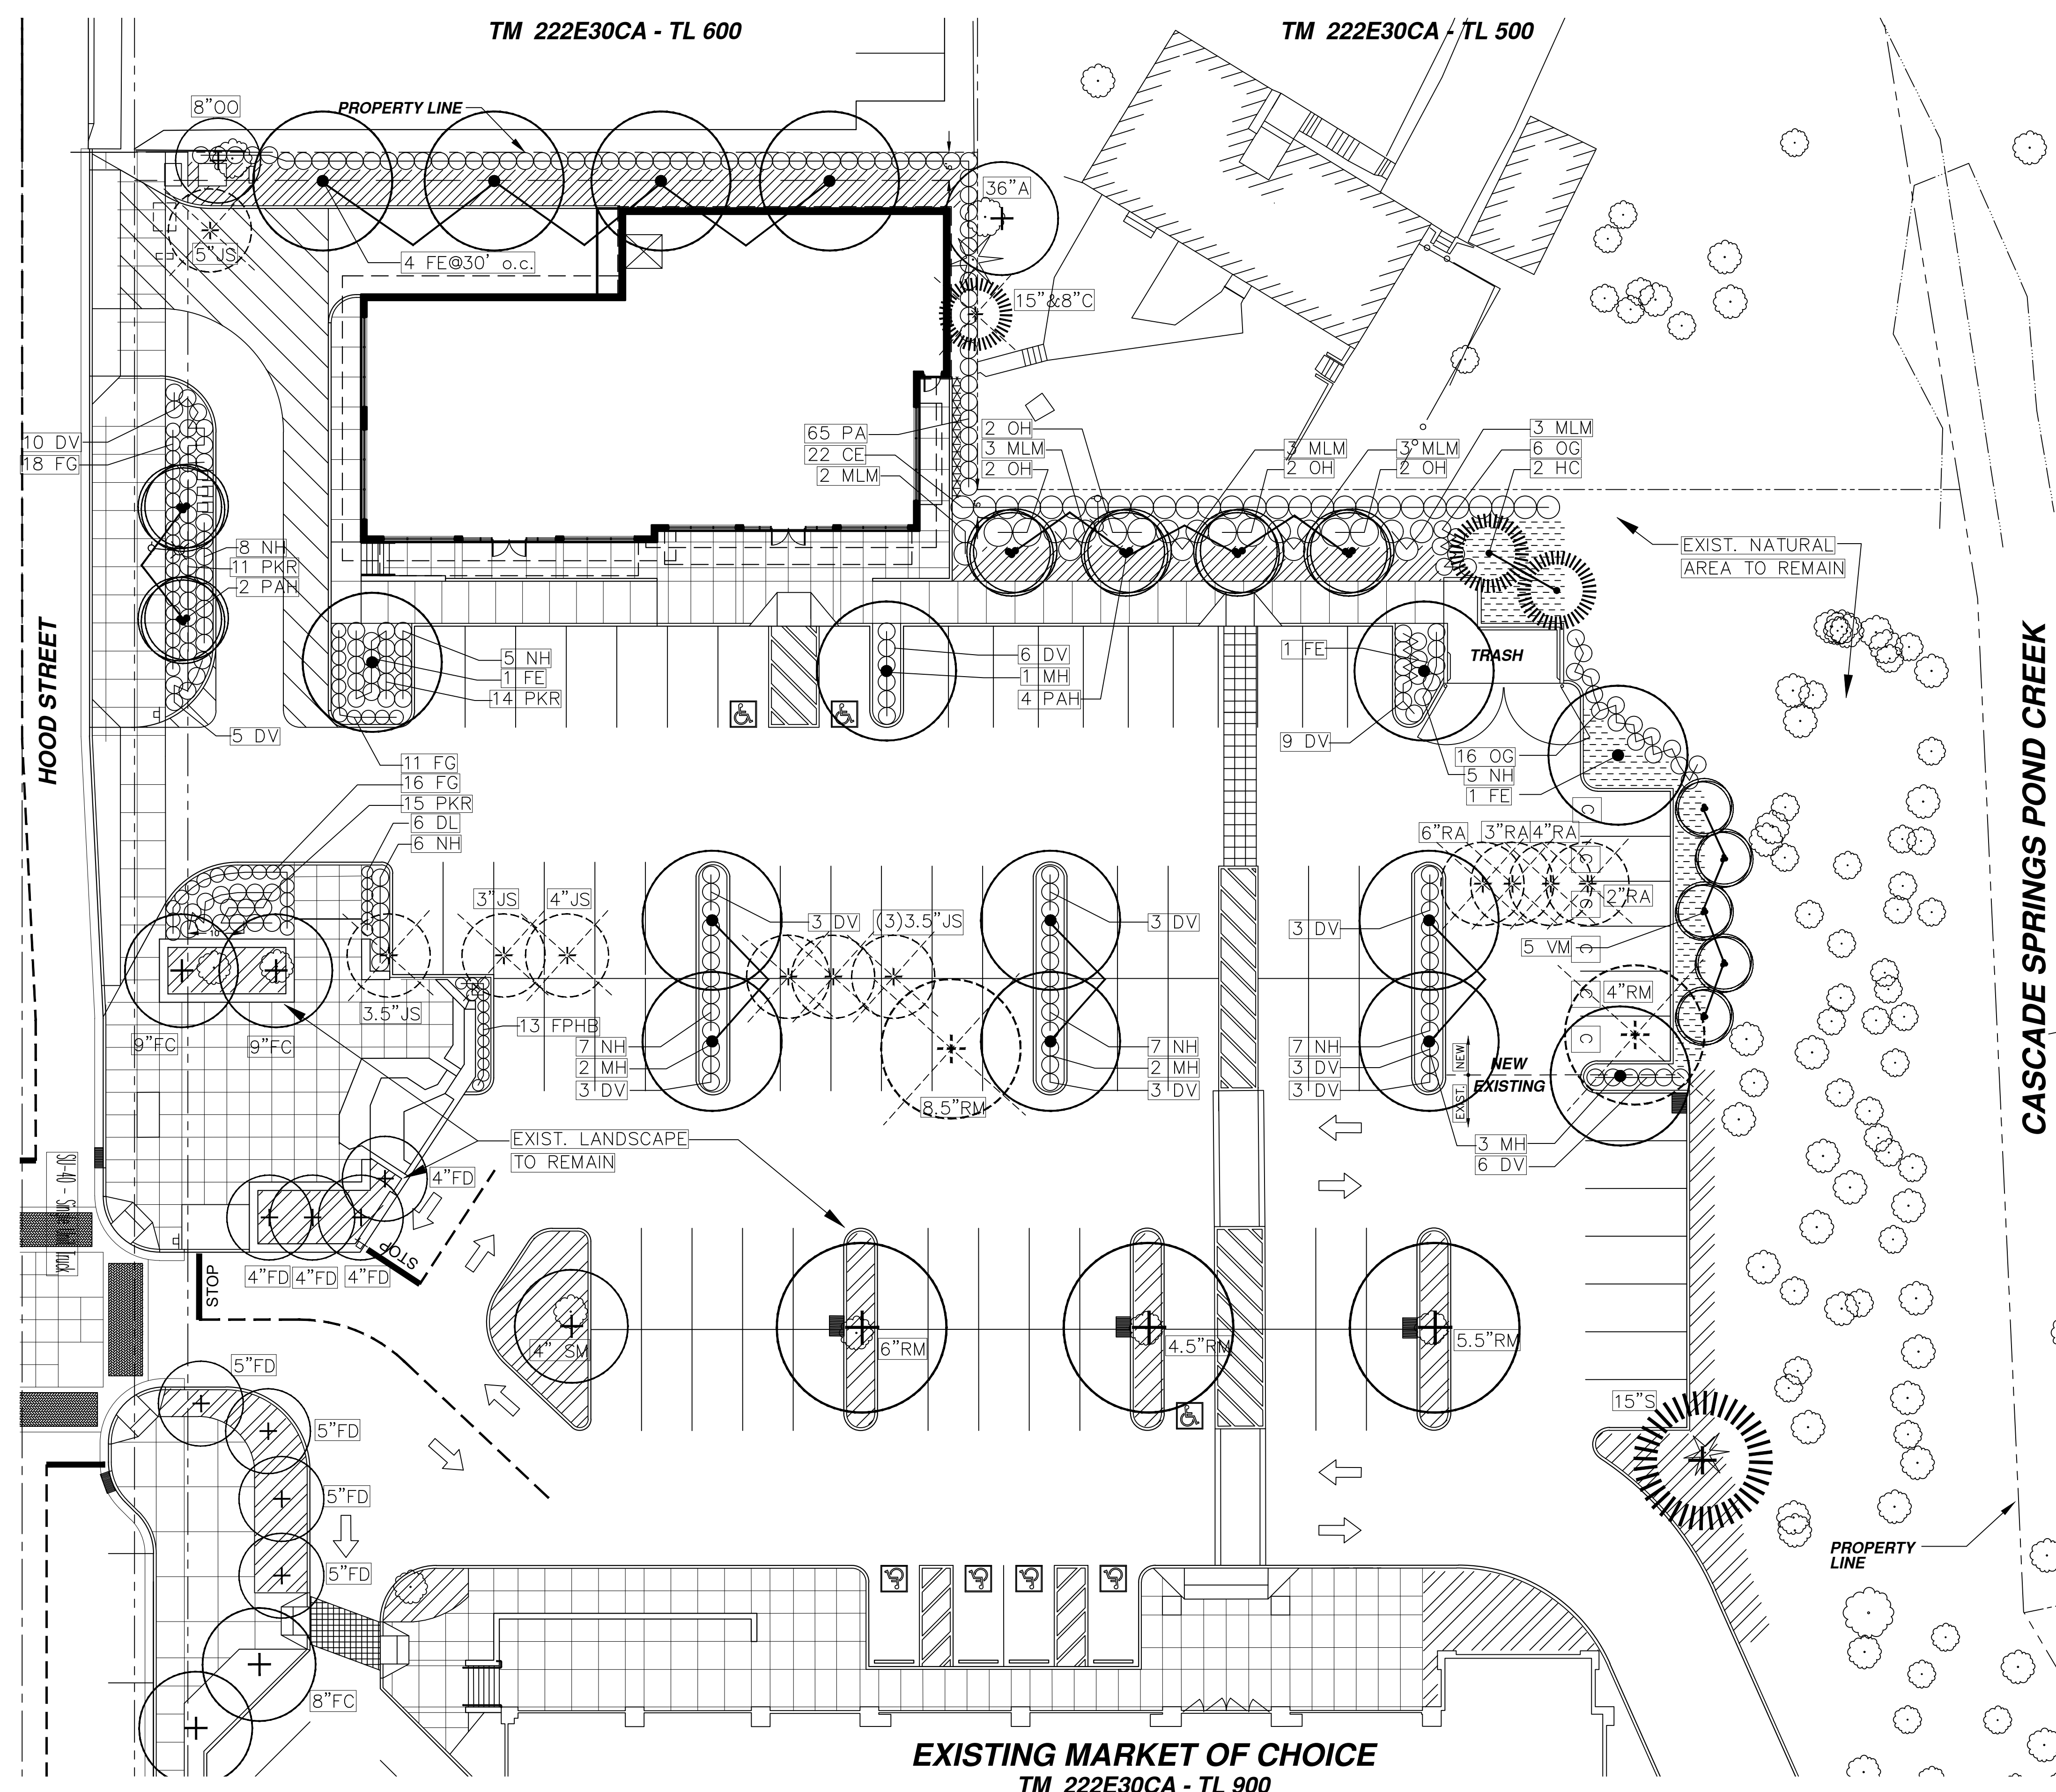 TM 222E30CA - TL 600
TM 222E30CA - TL 500
8"OO
PROPERTY LINE
36"A
5"JS
4 FE@30' o.c.
15"&8"C
10 DV
18 FG
65 PA
22 CE
2 MLM
2 OH
3 MLM
2 OH
3 MLM
2 OH
3 MLM
2 OH
3 MLM
6 OG
2 HC
8 NH
11 PKR
2 PAH
EXIST. NATURAL
AREA TO REMAIN
HOOD STREET
5 NH
1 FE
14 PKR
6 DV
1 MH
4 PAH
1 FE
TRASH
5 DV
9 DV
16 OG
5 NH
1 FE
11 FG
16 FG
15 PKR
6 DL
6 NH
CASCADE SPRINGS POND CREEK
6"RA
3"RA
4"RA
2"RA
C
C
C
C
C
C
10
3"JS
4"JS
3 DV
(3)3.5"JS
3 DV
3 DV
5 VM
4"RM
3.5"JS
9"FC
9"FC
13 FPHB
7 NH
2 MH
3 DV
8.5"RM
7 NH
2 MH
3 DV
7 NH
3 DV
3 DV
NEW
EXIST.
NEW
EXISTING
3 MH
6 DV
EXIST. LANDSCAPE
TO REMAIN
SU-40 - Single Unit Truck
4"FD
4"FD
4"FD
4"FD
STOP
STOP
4" SM
6"RM
4.5"RM
5.5"RM
5"FD
5"FD
5"FD
5"FD
15"S
PROPERTY
LINE
8"FC
EXISTING MARKET OF CHOICE
TM 222E30CA - TL 900